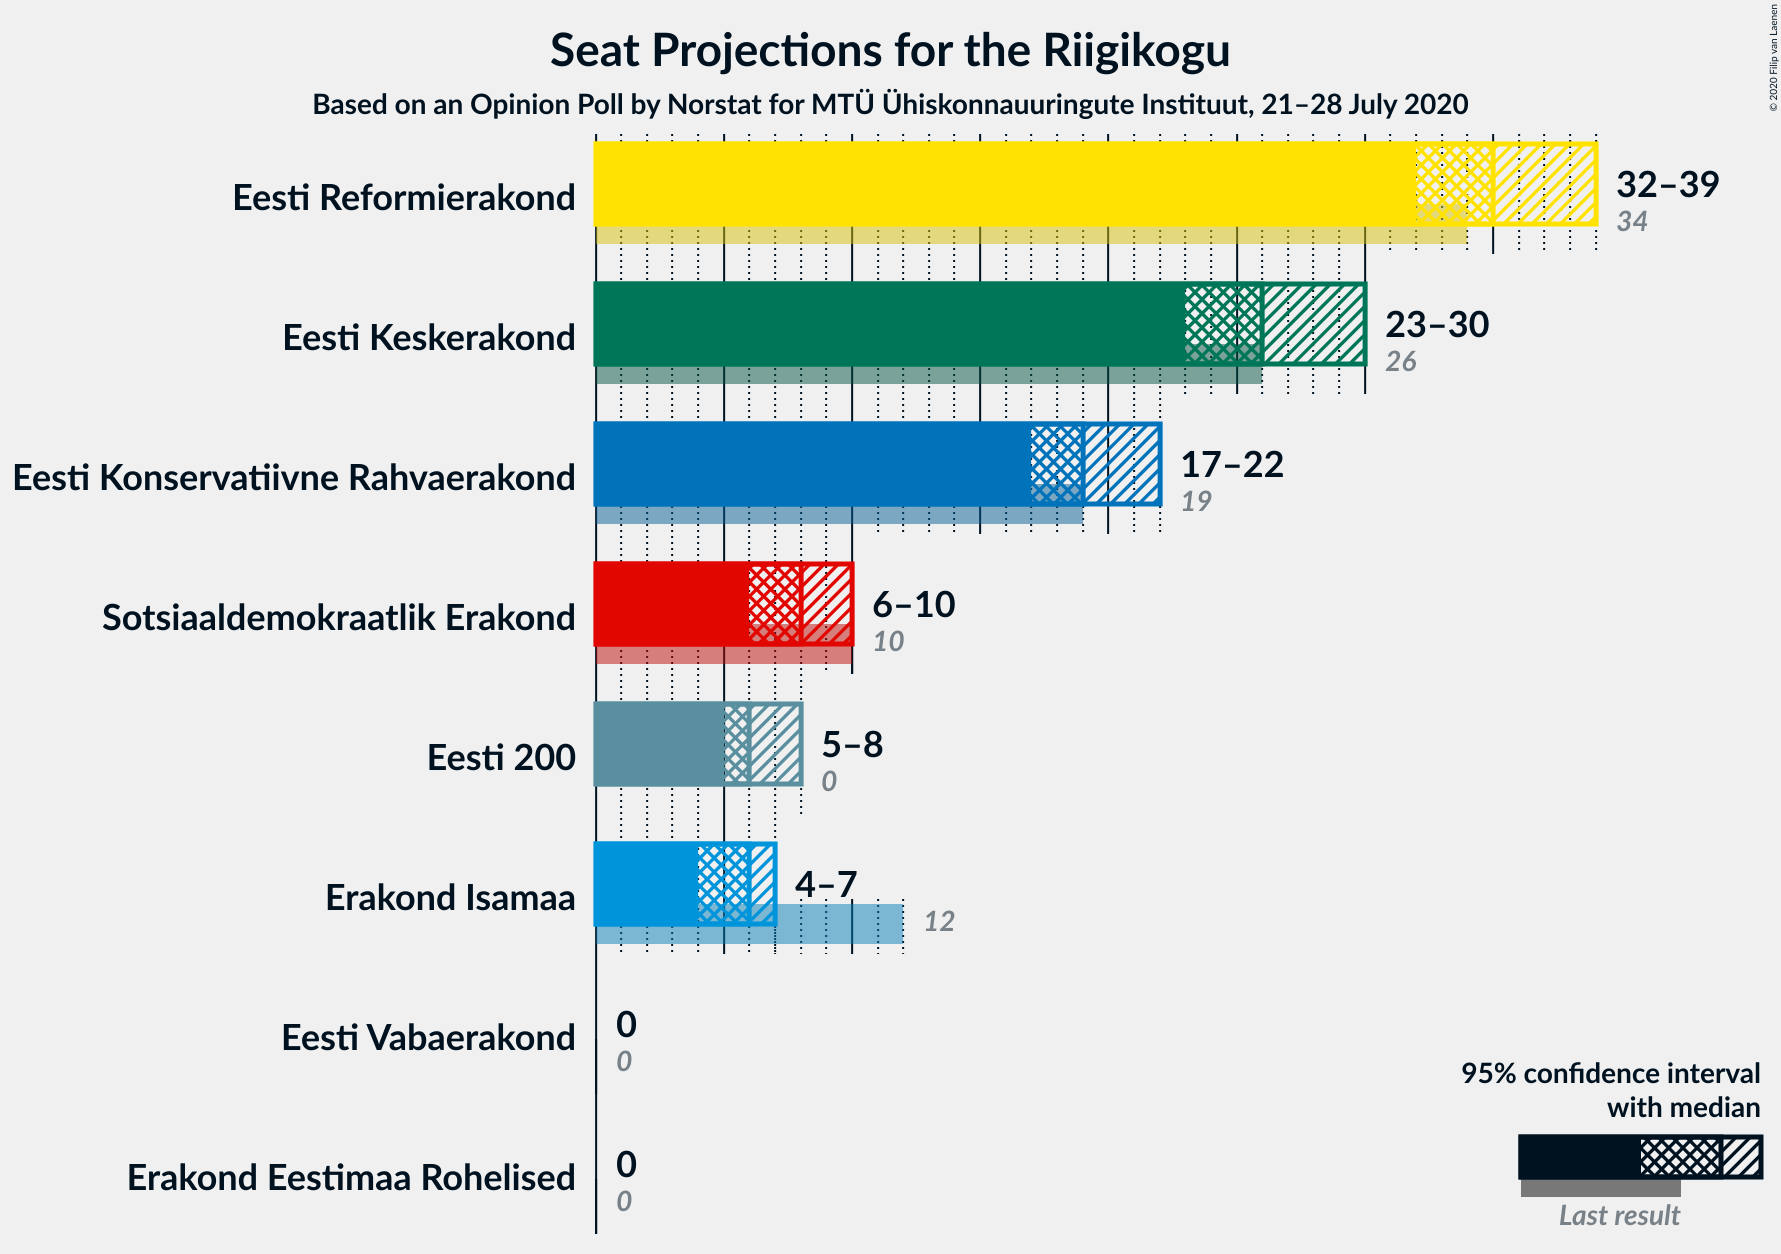 Seat Projections for the Riigikogu
Based on an Opinion Poll by Norstat for MTÜ Ühiskonnauuringute Instituut, 21–28 July 2020
© 2020 Filip van Laenen
Eesti Reformierakond
32–39
34
Eesti Keskerakond
23–30
26
Eesti Konservatiivne Rahvaerakond
17–22
19
Sotsiaaldemokraatlik Erakond
6–10
10
Eesti 200
5–8
0
Erakond Isamaa
4–7
12
Eesti Vabaerakond
0
0
Erakond Eestimaa Rohelised
0
0
95% confidence interval
with median
Last result